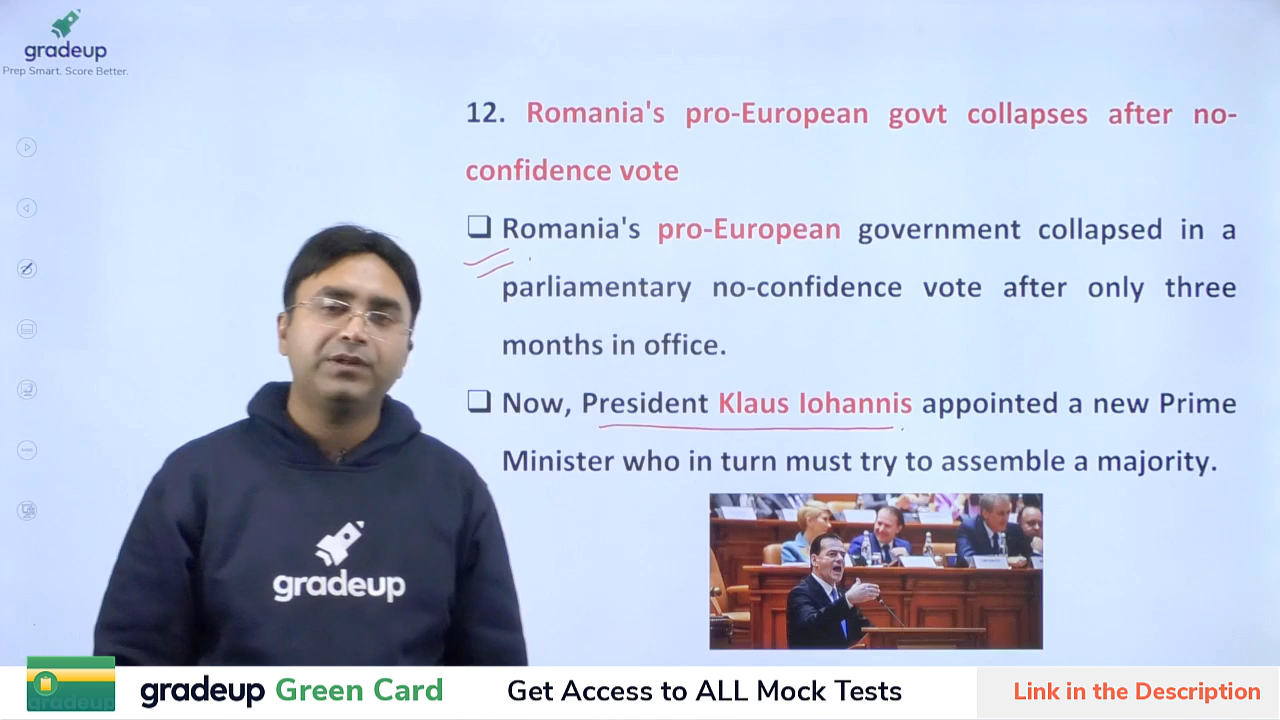 gradeup
Prep Smart. Score Better.
12. Romania's pro-European govt collapses after no-
confidence vote
Romania's pro-European government collapsed in a
parliamentary no-confidence vote after only three
months in office.
Now, President Klaus Iohannis appointed a new Prime
Minister who in turn must try to assemble a majority.
gradeup
gradeup
gradeup Green Card
Get Access to ALL Mock Tests
Link in the Description